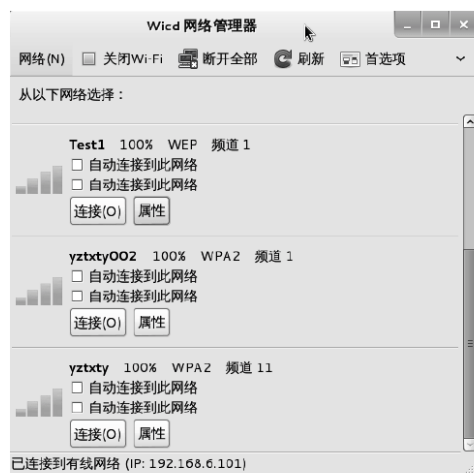 Wicd 网络管理器
网络(N) 关闭Wi-Fi 断开全部 刷新 首选项
从以下网络选择：
Test1 100% WEP 频道 1
自动连接到此网络
自动连接到此网络
连接(O) 属性
yztxty002 100% WPA2 频道 1
自动连接到此网络
自动连接到此网络
连接(O) 属性
yztxty 100% WPA2 频道 11
自动连接到此网络
自动连接到此网络
连接(O) 属性
已连接到有线网络 (IP: 192.168.6.101)